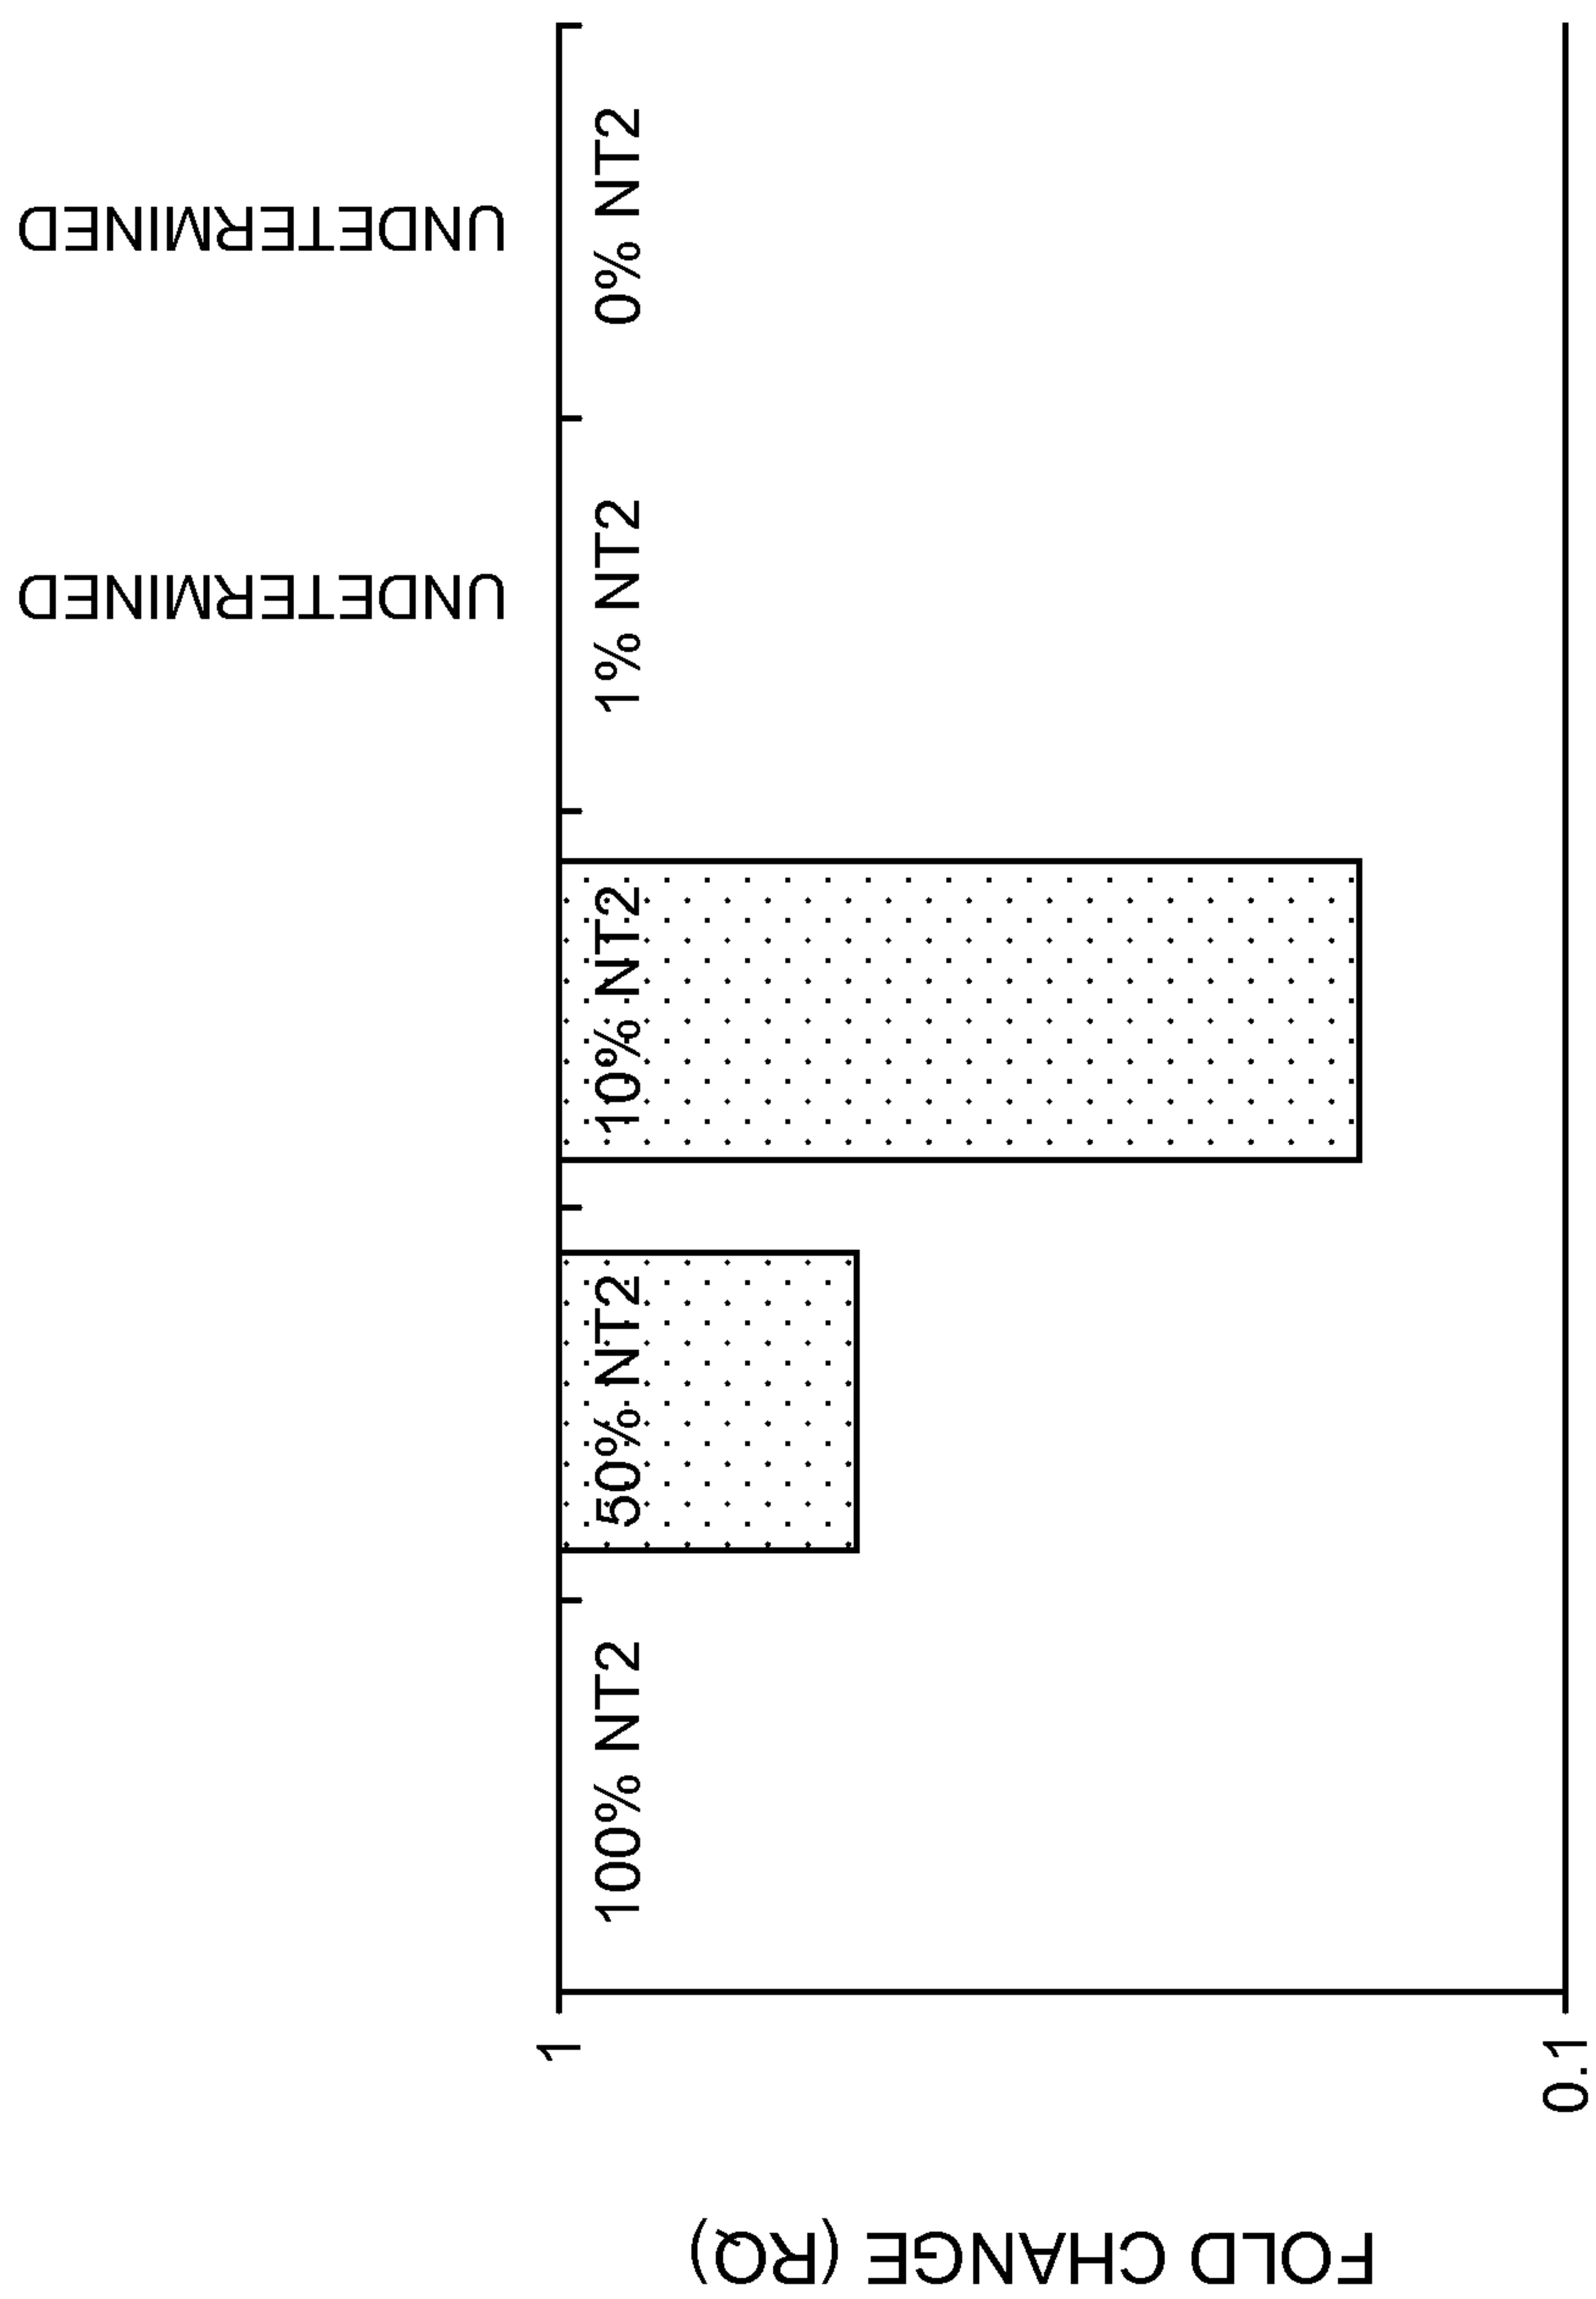 FOLD CHANGE (RQ)
1
0.1
100% NT2
50% NT2
10% NT2
1% NT2
0% NT2
UNDETERMINED
UNDETERMINED